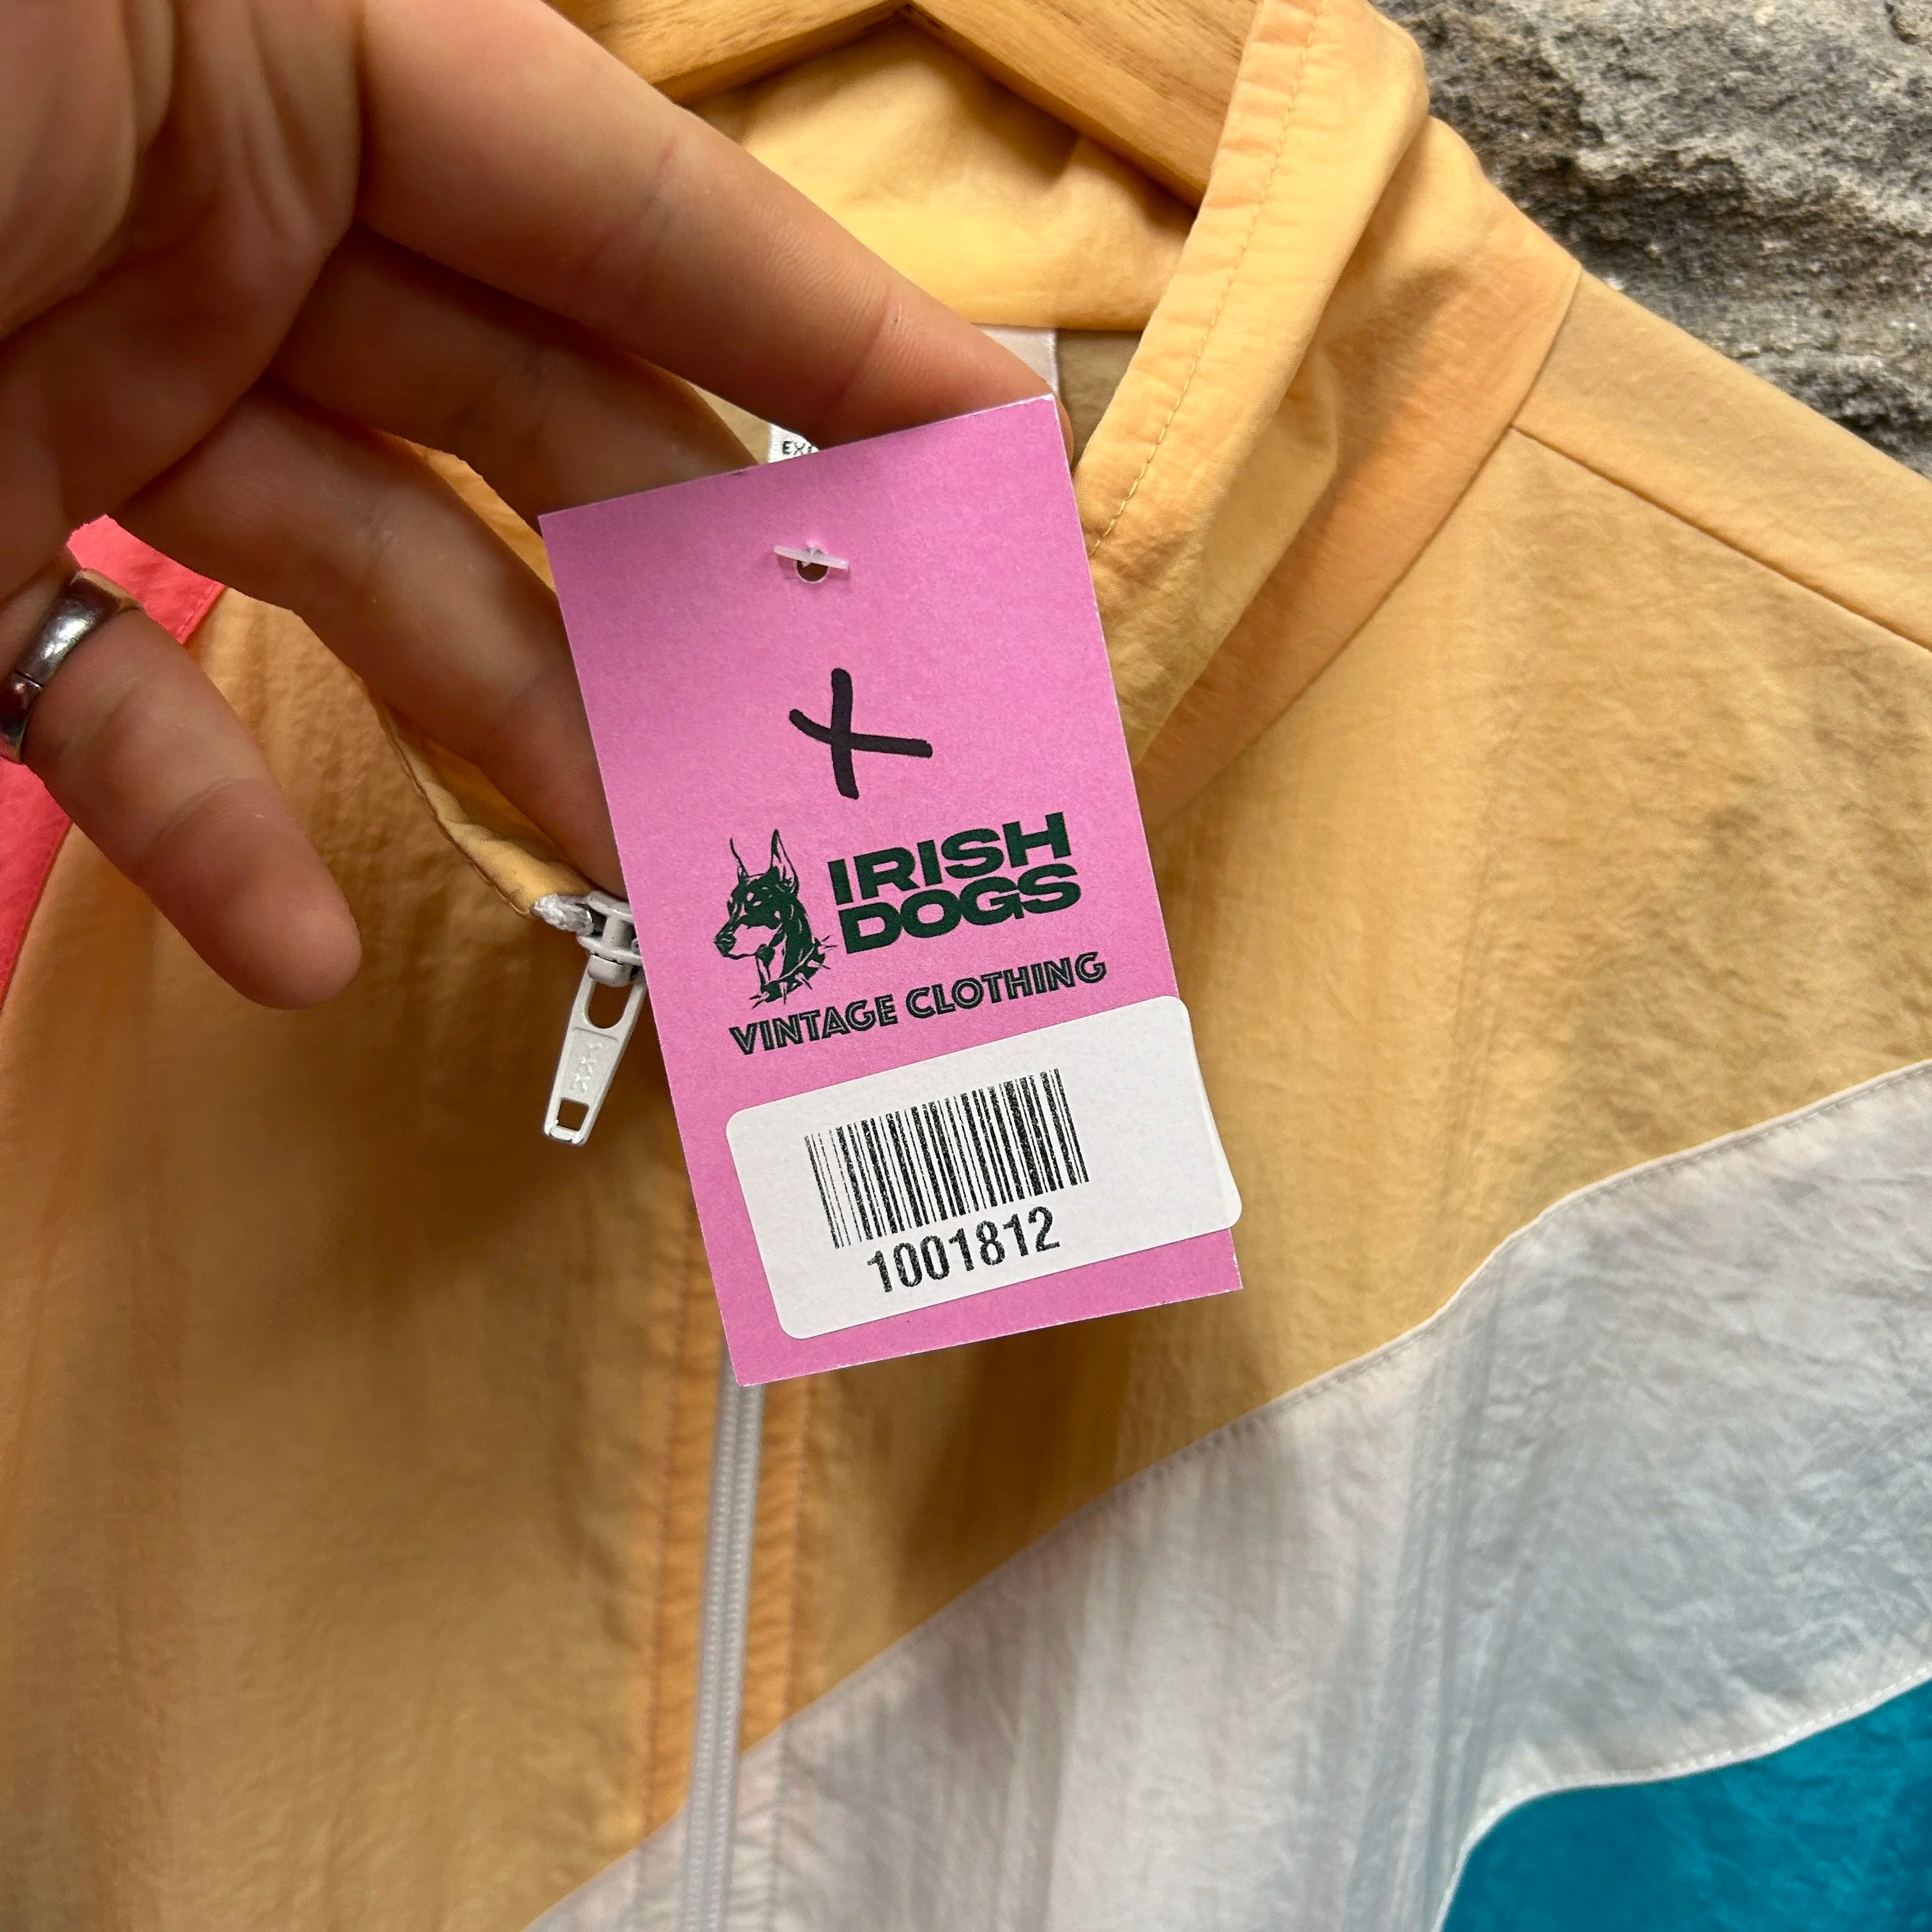 X
IRISH
DOGS
VINTAGE CLOTHING
1001812